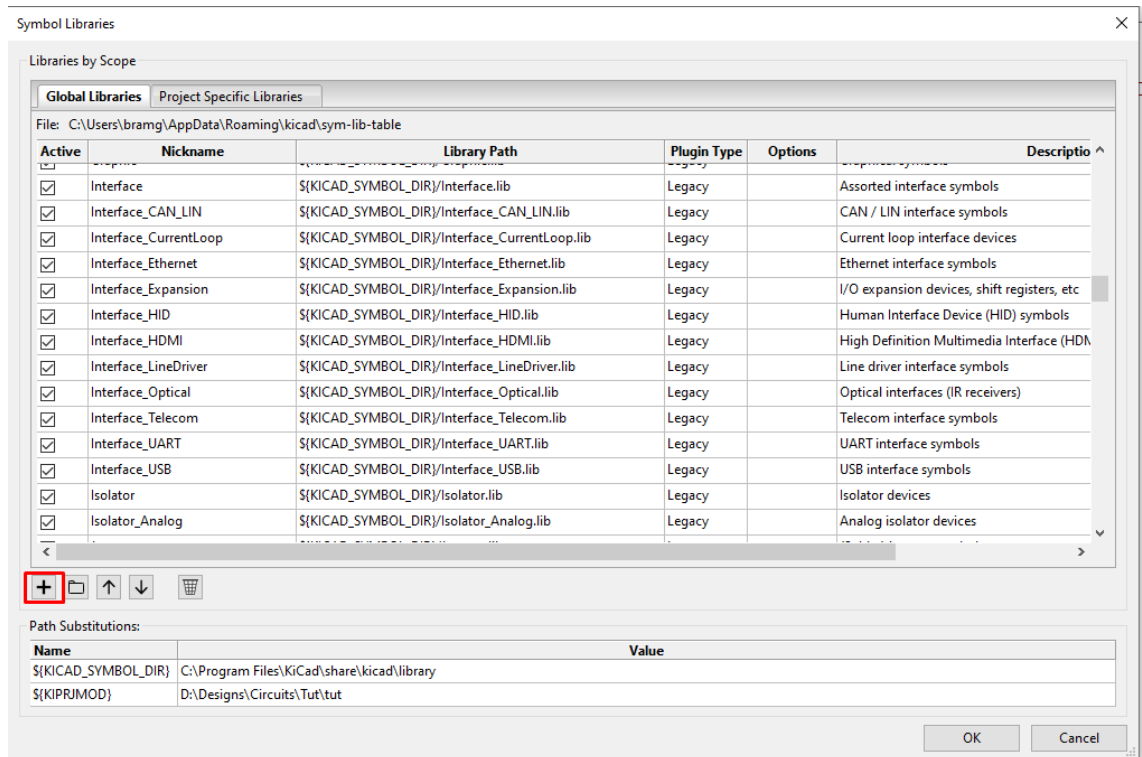 Symbol Libraries
Libraries by Scope
Global Libraries Project Specific Libraries
File: C:\Users\bramg\AppData\Roaming\kicad\sym-lib-table
Active Nickname Library Path Plugin Type Options Descriptio
Interface ${KICAD_SYMBOL_DIR}/Interface.lib Legacy Assorted interface symbols
Interface_CAN_LIN ${KICAD_SYMBOL_DIR}/Interface_CAN_LIN.lib Legacy CAN / LIN interface symbols
Interface_CurrentLoop ${KICAD_SYMBOL_DIR}/Interface_CurrentLoop.lib Legacy Current loop interface devices
Interface_Ethernet ${KICAD_SYMBOL_DIR}/Interface_Ethernet.lib Legacy Ethernet interface symbols
Interface_Expansion ${KICAD_SYMBOL_DIR}/Interface_Expansion.lib Legacy I/O expansion devices, shift registers, etc
Interface_HID ${KICAD_SYMBOL_DIR}/Interface_HID.lib Legacy Human Interface Device (HID) symbols
Interface_HDMI ${KICAD_SYMBOL_DIR}/Interface_HDMI.lib Legacy High Definition Multimedia Interface (HDM
Interface_LineDriver ${KICAD_SYMBOL_DIR}/Interface_LineDriver.lib Legacy Line driver interface symbols
Interface_Optical ${KICAD_SYMBOL_DIR}/Interface_Optical.lib Legacy Optical interfaces (IR receivers)
Interface_Telecom ${KICAD_SYMBOL_DIR}/Interface_Telecom.lib Legacy Telecom interface symbols
Interface_UART ${KICAD_SYMBOL_DIR}/Interface_UART.lib Legacy UART interface symbols
Interface_USB ${KICAD_SYMBOL_DIR}/Interface_USB.lib Legacy USB interface symbols
Isolator ${KICAD_SYMBOL_DIR}/Isolator.lib Legacy Isolator devices
Isolator_Analog ${KICAD_SYMBOL_DIR}/Isolator_Analog.lib Legacy Analog isolator devices
Path Substitutions:
Name Value
${KICAD_SYMBOL_DIR} C:\Program Files\KiCad\share\kicad\library
${KIPRJMOD} D:\Designs\Circuits\Tut\tut
OK Cancel